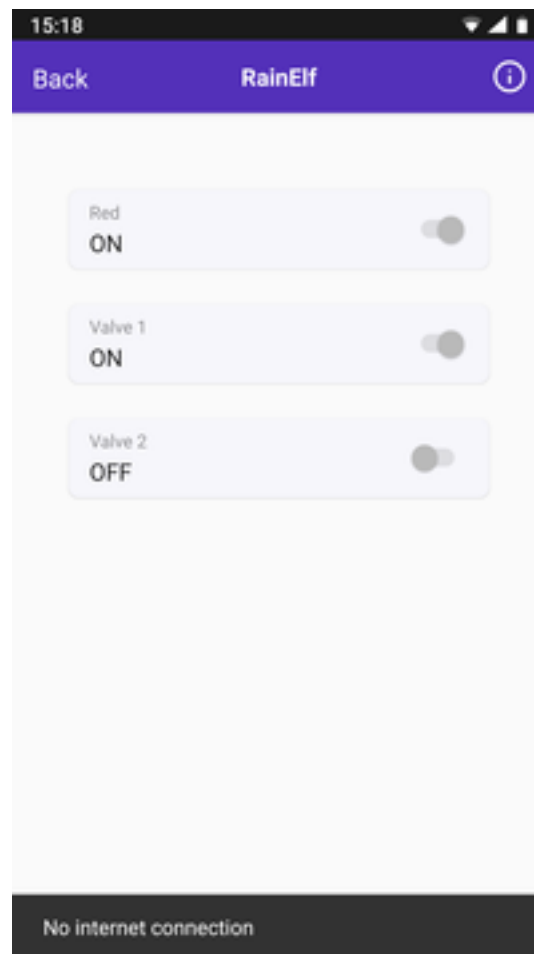 15:18
Back RainElf
Red
ON
Valve 1
ON
Valve 2
OFF
No internet connection